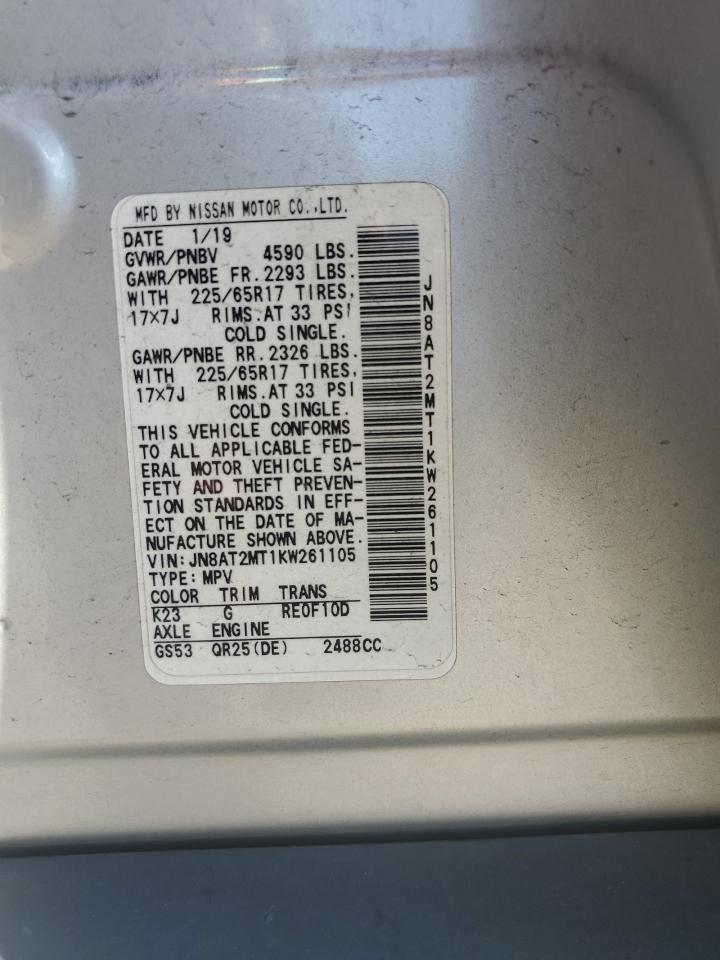 MFD BY NISSAN MOTOR CO.,LTD.
DATE 1/19
GVWR/PNBV 4590 LBS.
GAWR/PNBE FR. 2293 LBS.
WITH 225/65R17 TIRES,
17×7J RIMS.AT 33 PSI
COLD SINGLE.
GAWR/PNBE RR. 2326 LBS.
WITH 225/65R17 TIRES,
17×7J RIMS.AT 33 PSI
COLD SINGLE.
THIS VEHICLE CONFORMS
TO ALL APPLICABLE FED-
ERAL MOTOR VEHICLE SA-
FETY AND THEFT PREVEN-
TION STANDARDS IN EFF-
ECT ON THE DATE OF MA-
NUFACTURE SHOWN ABOVE.
VIN:JN8AT2MT1KW261105
TYPE:MPV
COLOR TRIM TRANS
K23 G RE0F10D
AXLE ENGINE
GS53 QR25(DE) 2488CC
JN8AT2MT1KW261105